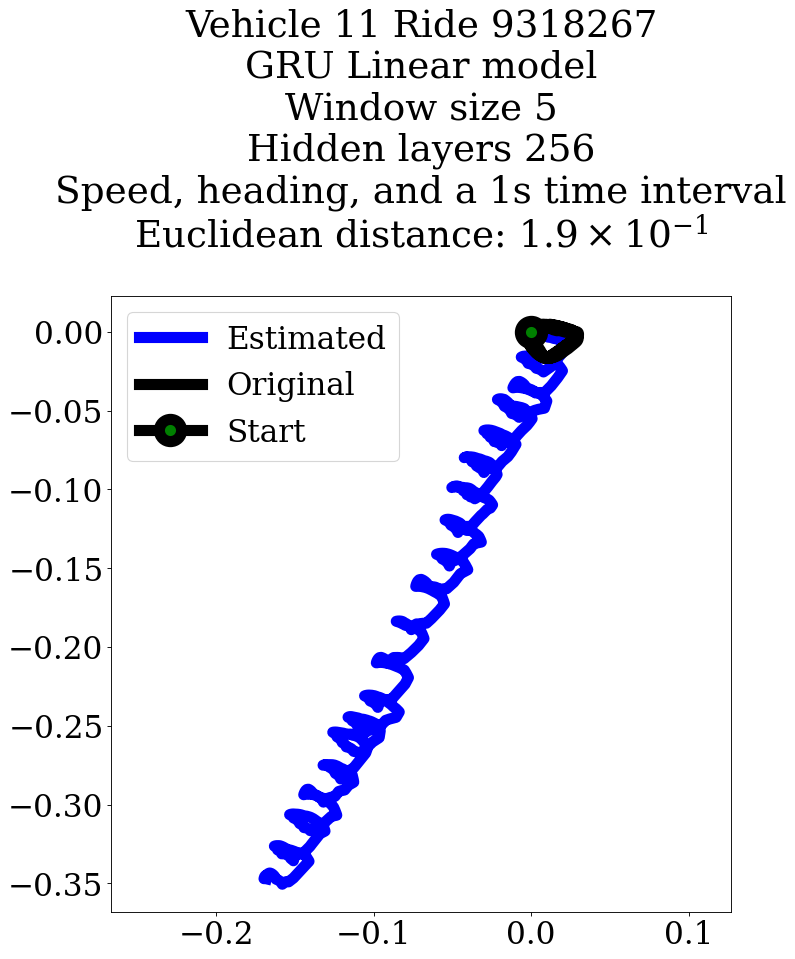 Vehicle 11 Ride 9318267
GRU Linear model
Window size 5
Hidden layers 256
Speed, heading, and a 1s time interval
Euclidean distance: 1.9 × 10⁻¹
Estimated
Original
Start
0.00
−0.05
−0.10
−0.15
−0.20
−0.25
−0.30
−0.35
−0.2 −0.1 0.0 0.1